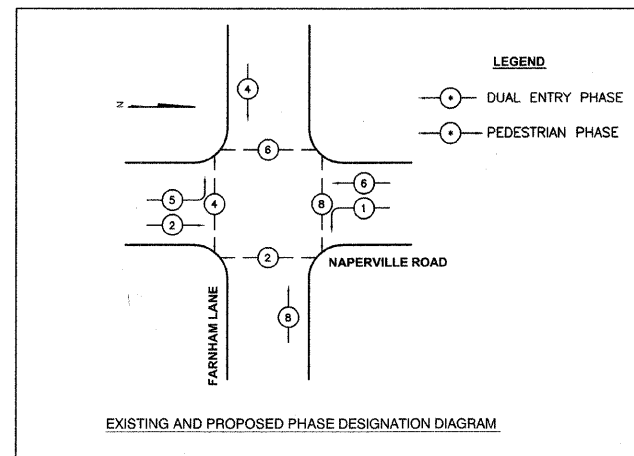 LEGEND
* DUAL ENTRY PHASE
* PEDESTRIAN PHASE
N
4
6
5
4
8
6
2
1
2
NAPERVILLE ROAD
FARNHAM LANE
8
EXISTING AND PROPOSED PHASE DESIGNATION DIAGRAM